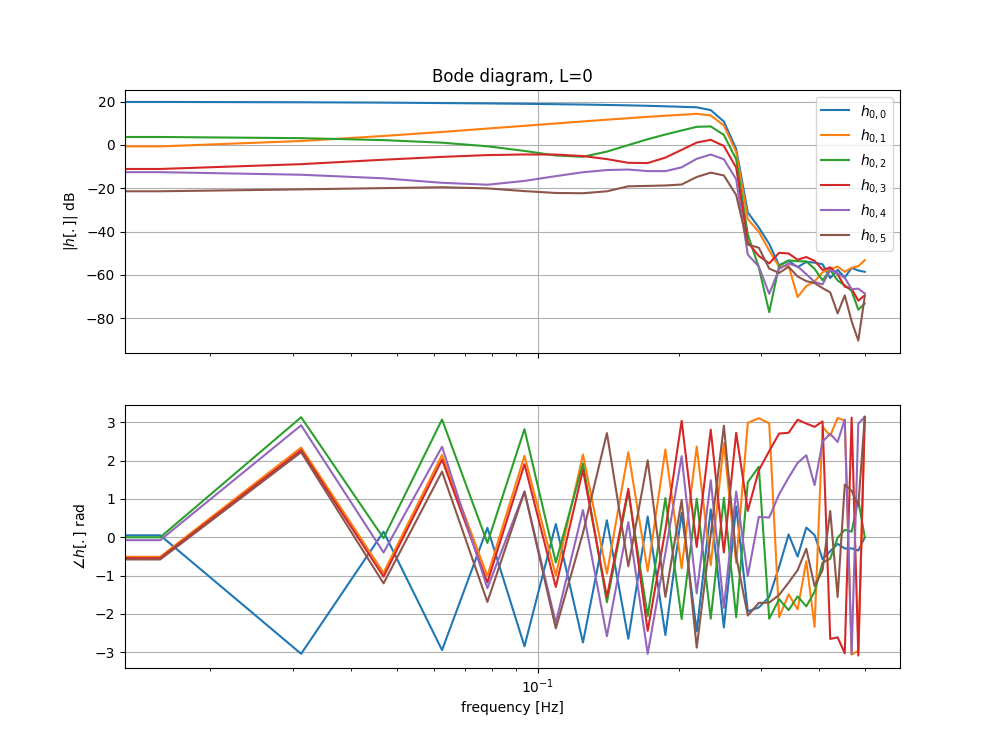 Bode diagram, L=0
20
0
−20
−40
−60
−80
|h[.]| dB
h0,0
h0,1
h0,2
h0,3
h0,4
h0,5
3
2
1
0
−1
−2
−3
∠h[.] rad
10−1
frequency [Hz]